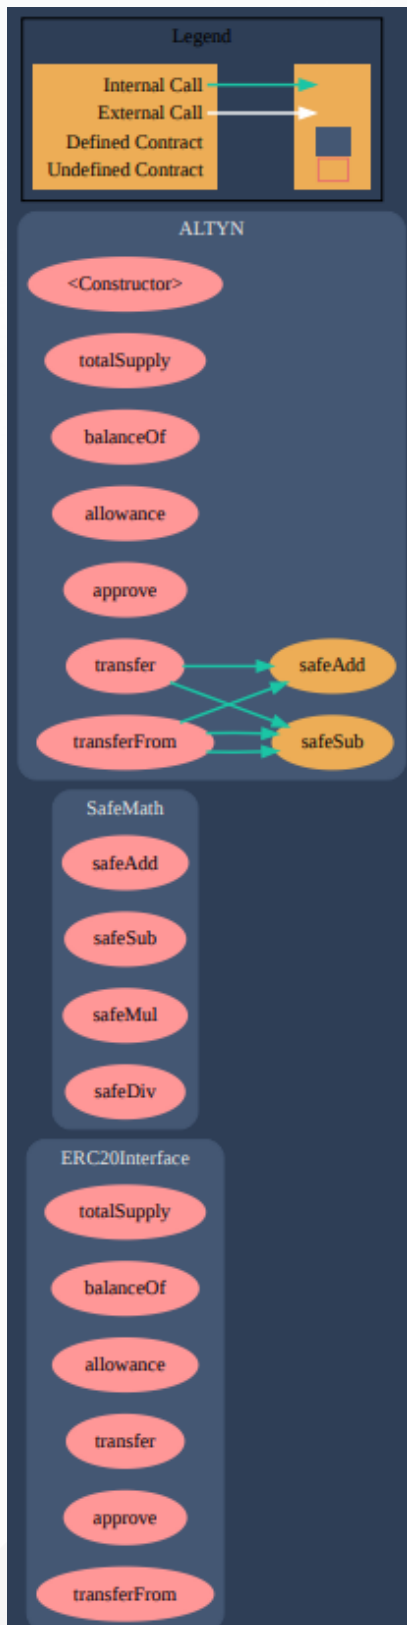 Legend
Internal Call
External Call
Defined Contract
Undefined Contract
ALTYN
<Constructor>
totalSupply
balanceOf
allowance
approve
transfer
safeAdd
transferFrom
safeSub
SafeMath
safeAdd
safeSub
safeMul
safeDiv
ERC20Interface
totalSupply
balanceOf
allowance
transfer
approve
transferFrom